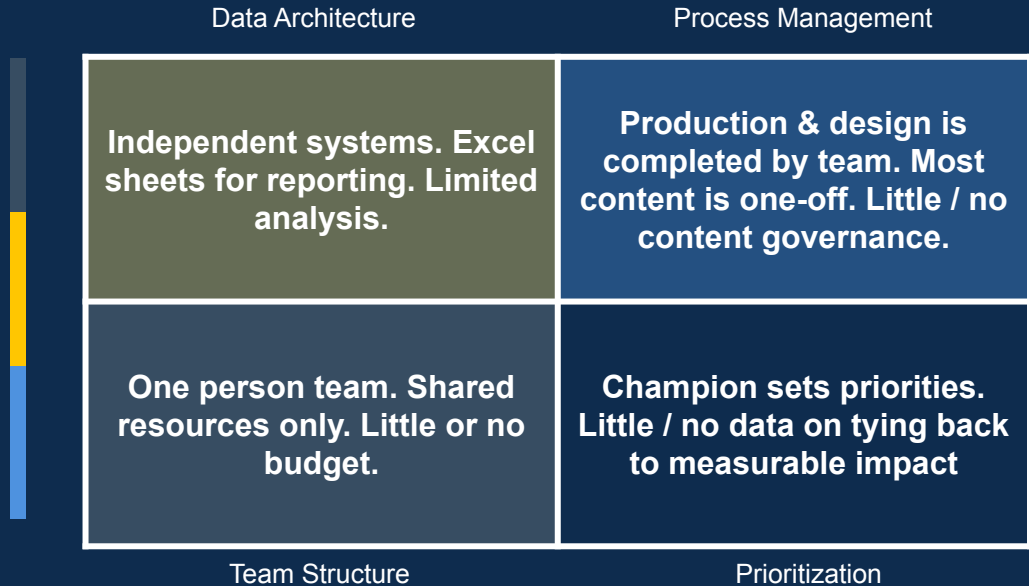 Data Architecture
Process Management
Independent systems. Excel
sheets for reporting. Limited
analysis.
Production & design is
completed by team. Most
content is one-off. Little / no
content governance.
One person team. Shared
resources only. Little or no
budget.
Champion sets priorities.
Little / no data on tying back
to measurable impact
Team Structure
Prioritization